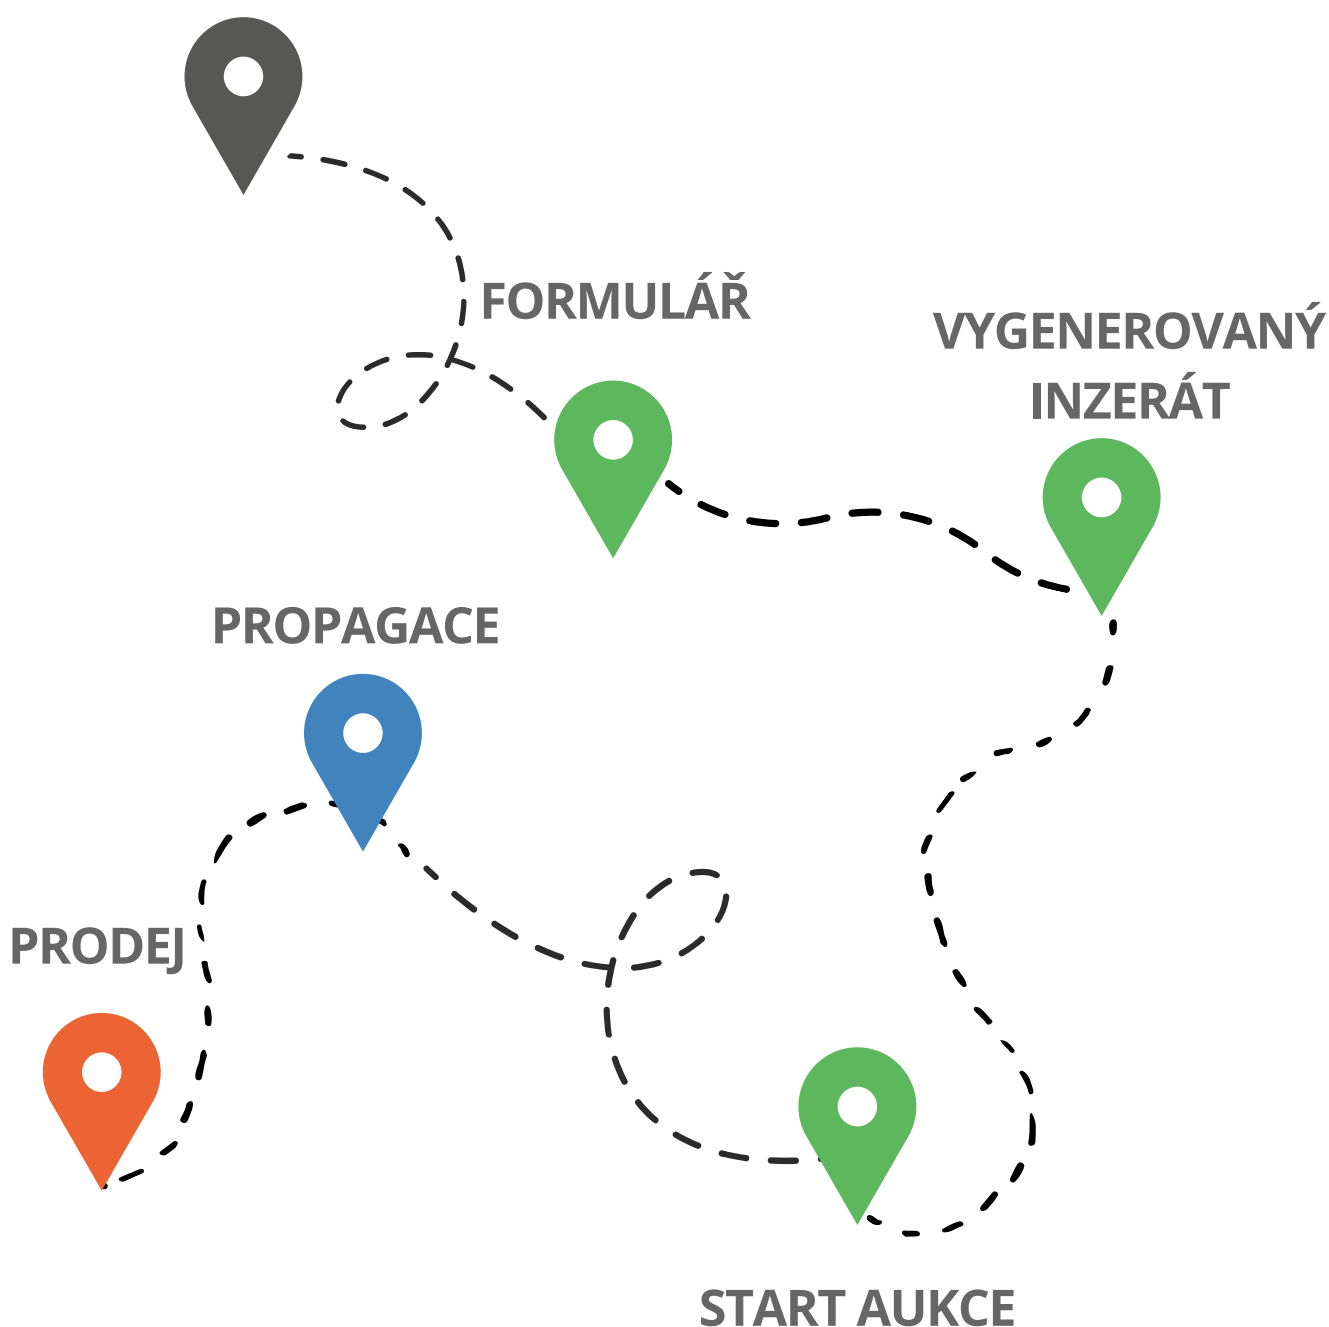 FORMULÁŘ
VYGENEROVANÝ
INZERÁT
PROPAGACE
PRODEJ
START AUKCE